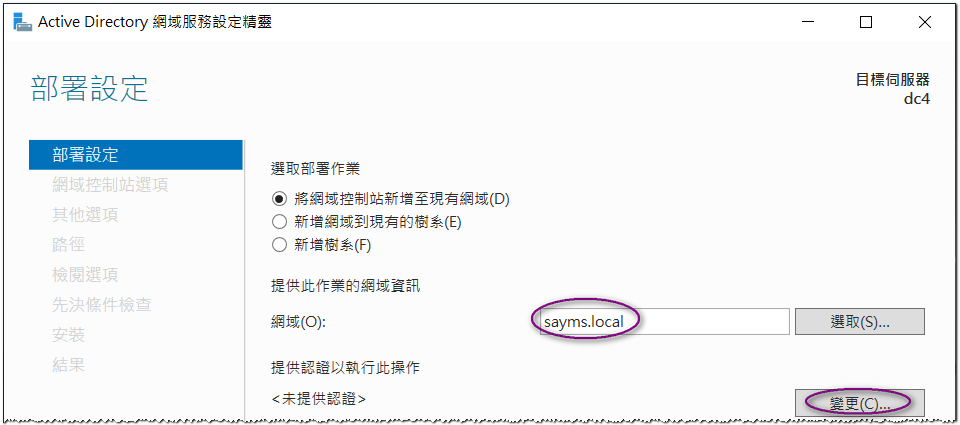 Active Directory 網域服務設定精靈
部署設定
目標伺服器
dc4
部署設定
網域控制站選項
其他選項
路徑
檢閱選項
先決條件檢查
安裝
結果
選取部署作業
將網域控制站新增至現有網域(D)
新增網域到現有的樹系(E)
新增樹系(F)
提供此作業的網域資訊
網域(O):
sayms.local
選取(S)...
提供認證以執行此操作
<未提供認證>
變更(C)...